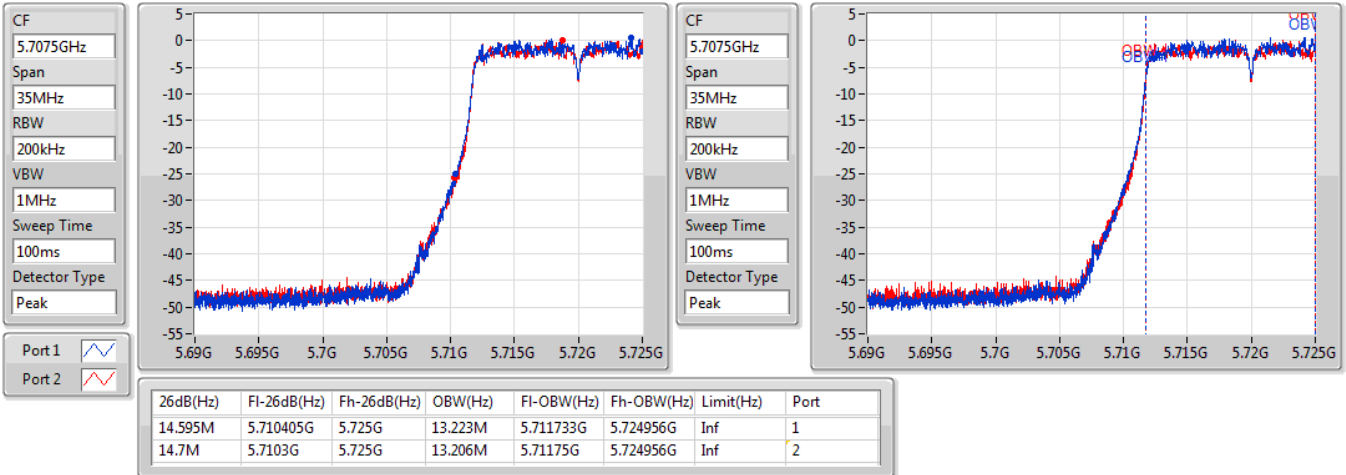 CF
5.7075GHz
Span
35MHz
RBW
200kHz
VBW
1MHz
Sweep Time
100ms
Detector Type
Peak
Port 1
Port 2
5
0
-5
-10
-15
-20
-25
-30
-35
-40
-45
-50
-55
5.69G 5.695G 5.7G 5.705G 5.71G 5.715G 5.72G 5.725G
CF
5.7075GHz
Span
35MHz
RBW
200kHz
VBW
1MHz
Sweep Time
100ms
Detector Type
Peak
5
0
-5
-10
-15
-20
-25
-30
-35
-40
-45
-50
-55
5.69G 5.695G 5.7G 5.705G 5.71G 5.715G 5.72G 5.725G
26dB(Hz) Fl-26dB(Hz) Fh-26dB(Hz) OBW(Hz) Fl-OBW(Hz) Fh-OBW(Hz) Limit(Hz) Port
14.595M 5.710405G 5.725G 13.223M 5.711733G 5.724956G Inf 1
14.7M 5.7103G 5.725G 13.206M 5.71175G 5.724956G Inf 2